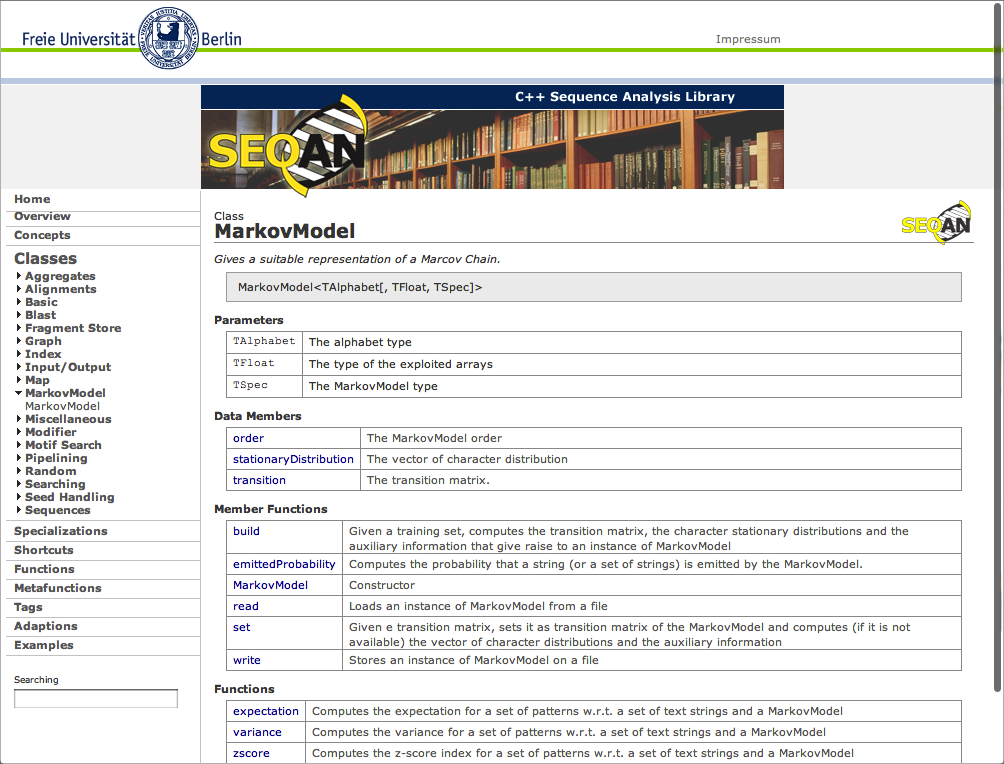 Freie Universität Berlin
Impressum
C++ Sequence Analysis Library
SEQAN
Home
Overview
Concepts
Classes
Aggregates
Alignments
Basic
Blast
Fragment Store
Graph
Index
Input/Output
Map
MarkovModel
MarkovModel
Miscellaneous
Modifier
Motif Search
Pipelining
Random
Searching
Seed Handling
Sequences
Specializations
Shortcuts
Functions
Metafunctions
Tags
Adaptions
Examples
Searching
Class
MarkovModel
SEQAN
Gives a suitable representation of a Marcov Chain.
MarkovModel<TAlphabet[, TFloat, TSpec]>
Parameters
TAlphabet The alphabet type
TFloat The type of the exploited arrays
TSpec The MarkovModel type
Data Members
order The MarkovModel order
stationaryDistribution The vector of character distribution
transition The transition matrix.
Member Functions
build Given a training set, computes the transition matrix, the character stationary distributions and the
auxiliary information that give raise to an instance of MarkovModel
emittedProbability Computes the probability that a string (or a set of strings) is emitted by the MarkovModel.
MarkovModel Constructor
read Loads an instance of MarkovModel from a file
set Given e transition matrix, sets it as transition matrix of the MarkovModel and computes (if it is not
available) the vector of character distributions and the auxiliary information
write Stores an instance of MarkovModel on a file
Functions
expectation Computes the expectation for a set of patterns w.r.t. a set of text strings and a MarkovModel
variance Computes the variance for a set of patterns w.r.t. a set of text strings and a MarkovModel
zscore Computes the z-score index for a set of patterns w.r.t. a set of text strings and a MarkovModel